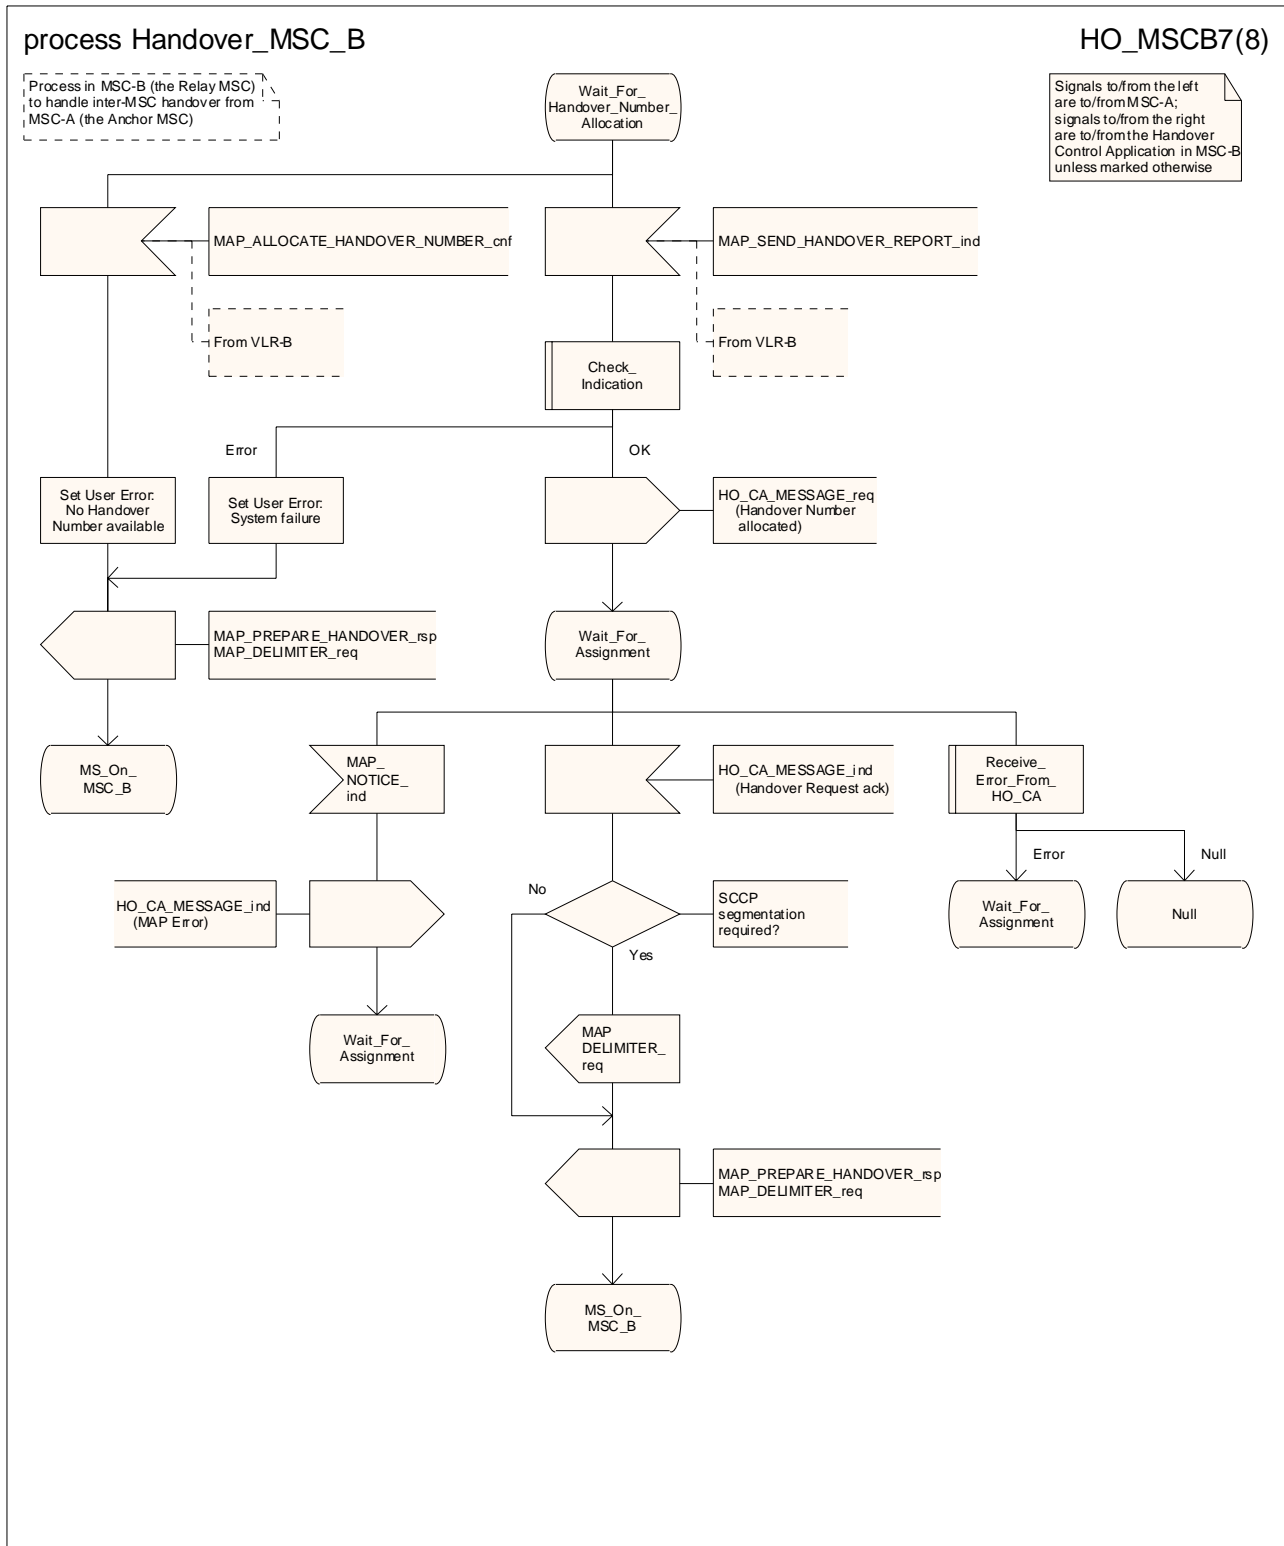 process Handover_MSC_B
HO_MSCB7(8)
Process in MSC-B (the Relay MSC)
to handle inter-MSC handover from
MSC-A (the Anchor MSC)
Wait_For_
Handover_Number_
Allocation
Signals to/from the left
are to/from MSC-A;
signals to/from the right
are to/from the Handover
Control Application in MSC-B
unless marked otherwise
MAP_ALLOCATE_HANDOVER_NUMBER_cnf
MAP_SEND_HANDOVER_REPORT_ind
From VLR-B
From VLR-B
Check_
Indication
Error
OK
Set User Error:
No Handover
Number available
Set User Error:
System failure
HO_CA_MESSAGE_req
(Handover Number
allocated)
MAP_PREPARE_HANDOVER_rsp
MAP_DELIMITER_req
Wait_For_
Assignment
MS_On_
MSC_B
MAP_
NOTICE_
ind
HO_CA_MESSAGE_ind
(Handover Request ack)
Receive_
Error_From_
HO_CA
Error
Null
HO_CA_MESSAGE_ind
(MAP Error)
No
SCCP
segmentation
required?
Wait_For_
Assignment
Null
Yes
Wait_For_
Assignment
MAP
DELIMITER_
req
MAP_PREPARE_HANDOVER_rsp
MAP_DELIMITER_req
MS_On_
MSC_B